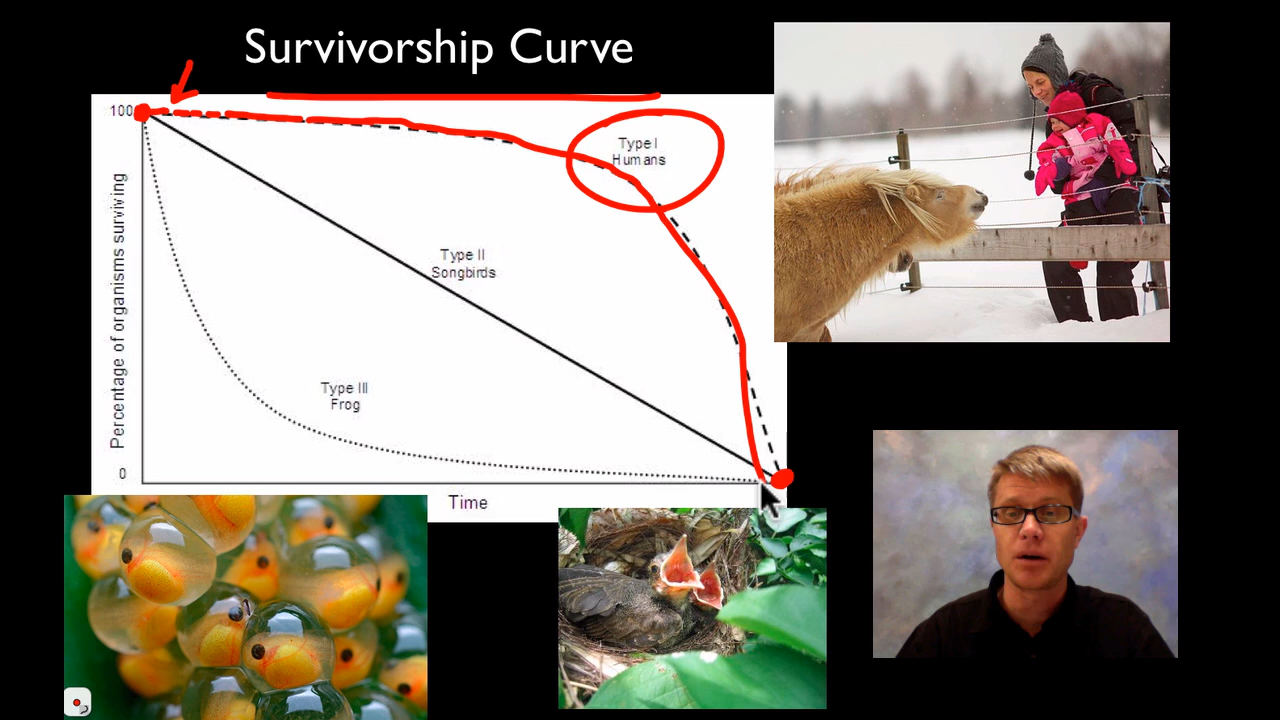 Survivorship Curve
100
Type I
Humans
Percentage of organisms surviving
Type II
Songbirds
Type III
Frog
0
Time